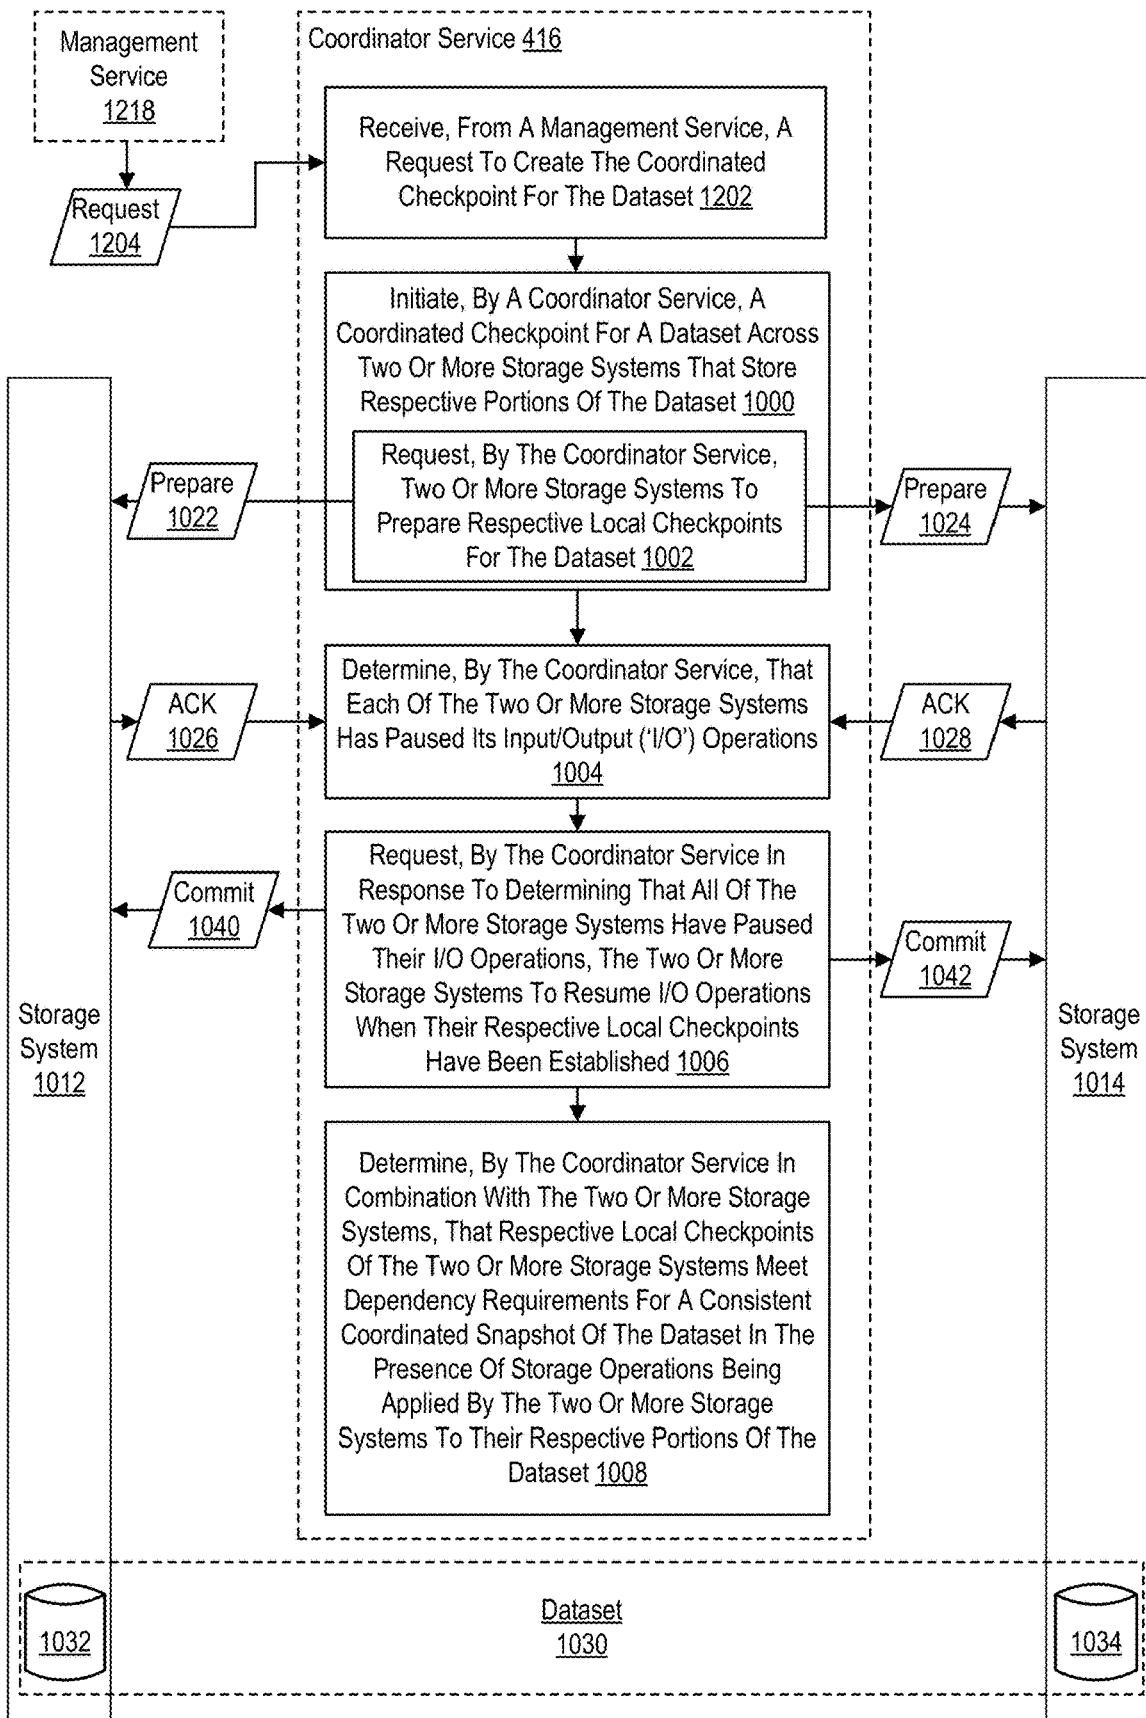 Management
Service
1218
Request
1204
Coordinator Service 416
Receive, From A Management Service, A
Request To Create The Coordinated
Checkpoint For The Dataset 1202
Initiate, By A Coordinator Service, A
Coordinated Checkpoint For A Dataset Across
Two Or More Storage Systems That Store
Respective Portions Of The Dataset 1000
Request, By The Coordinator Service,
Two Or More Storage Systems To
Prepare Respective Local Checkpoints
For The Dataset 1002
Prepare
1022
Prepare
1024
Determine, By The Coordinator Service, That
Each Of The Two Or More Storage Systems
Has Paused Its Input/Output (‘I/O’) Operations
1004
ACK
1026
ACK
1028
Request, By The Coordinator Service In
Response To Determining That All Of The
Two Or More Storage Systems Have Paused
Their I/O Operations, The Two Or More
Storage Systems To Resume I/O Operations
When Their Respective Local Checkpoints
Have Been Established 1006
Commit
1040
Commit
1042
Storage
System
1012
Storage
System
1014
Determine, By The Coordinator Service In
Combination With The Two Or More Storage
Systems, That Respective Local Checkpoints
Of The Two Or More Storage Systems Meet
Dependency Requirements For A Consistent
Coordinated Snapshot Of The Dataset In The
Presence Of Storage Operations Being
Applied By The Two Or More Storage
Systems To Their Respective Portions Of The
Dataset 1008
1032
Dataset
1030
1034